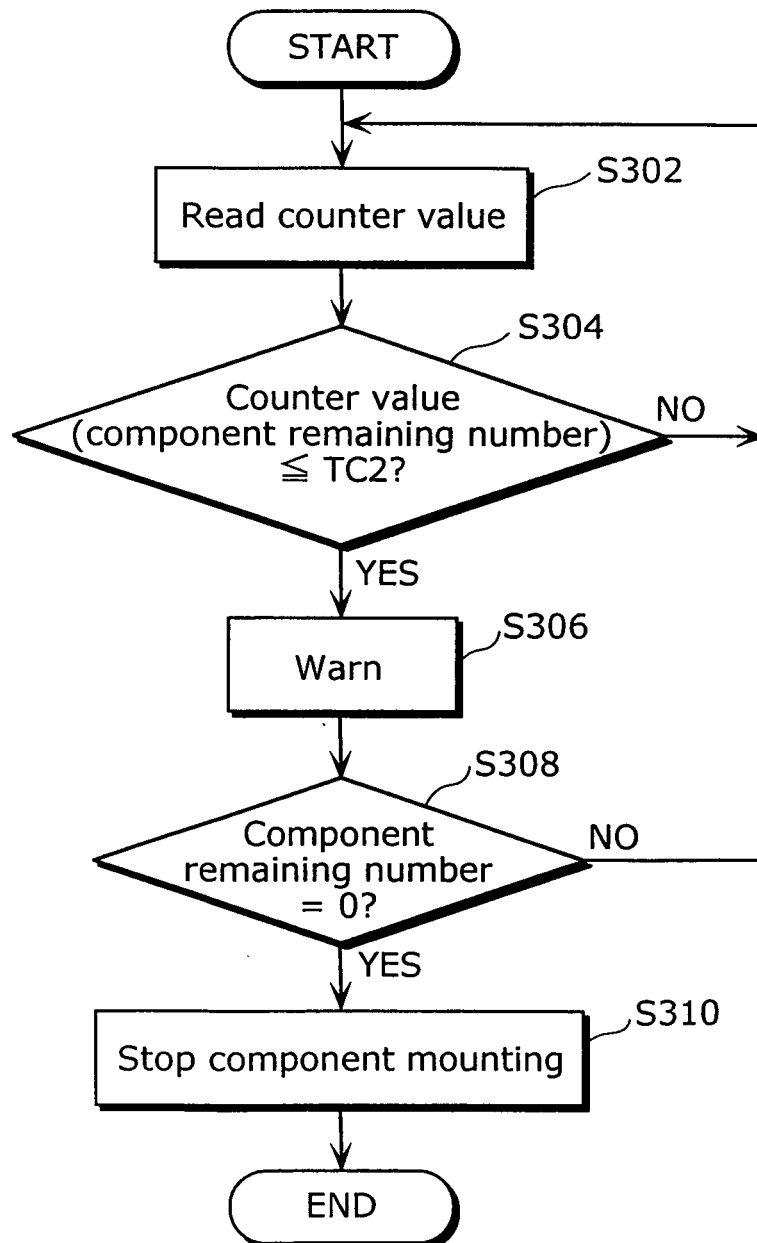 START
S302
Read counter value
S304
Counter value
(component remaining number)
≦ TC2?
NO
YES
S306
Warn
S308
Component
remaining number
= 0?
NO
YES
S310
Stop component mounting
END